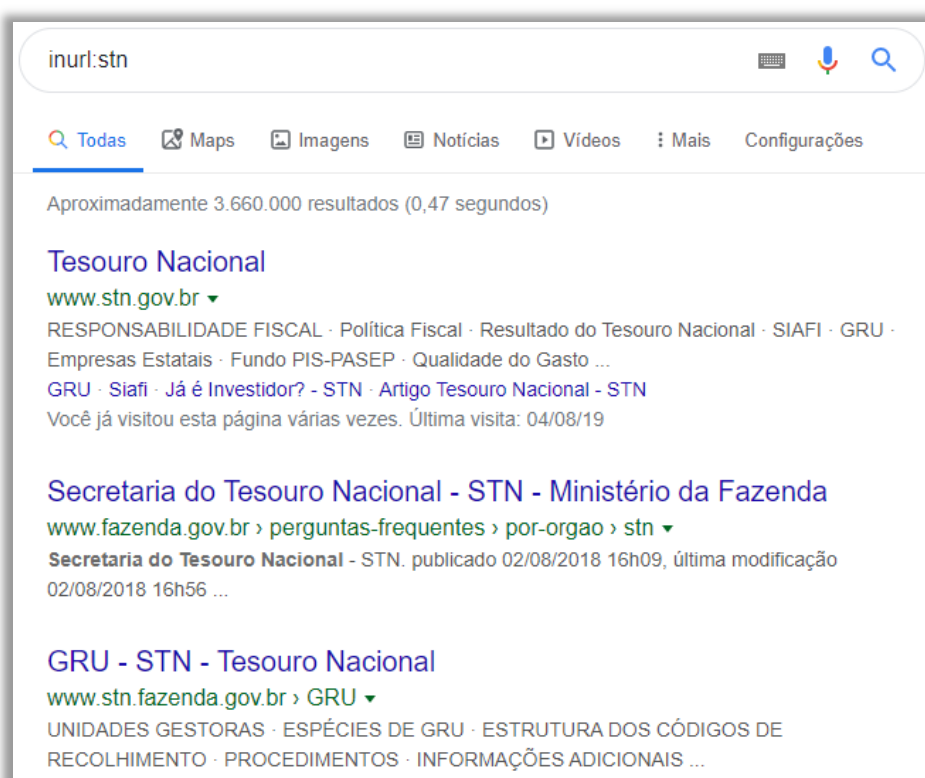 inurl:stn
Todas Maps Imagens Notícias Vídeos Mais Configurações
Aproximadamente 3.660.000 resultados (0,47 segundos)
Tesouro Nacional
www.stn.gov.br
RESPONSABILIDADE FISCAL · Política Fiscal · Resultado do Tesouro Nacional · SIAFI · GRU ·
Empresas Estatais · Fundo PIS-PASEP · Qualidade do Gasto ...
GRU · Siafi · Já é Investidor? - STN · Artigo Tesouro Nacional - STN
Você já visitou esta página várias vezes. Última visita: 04/08/19
Secretaria do Tesouro Nacional - STN - Ministério da Fazenda
www.fazenda.gov.br › perguntas-frequentes › por-orgao › stn
Secretaria do Tesouro Nacional - STN. publicado 02/08/2018 16h09, última modificação
02/08/2018 16h56 ...
GRU - STN - Tesouro Nacional
www.stn.fazenda.gov.br › GRU
UNIDADES GESTORAS · ESPÉCIES DE GRU · ESTRUTURA DOS CÓDIGOS DE
RECOLHIMENTO · PROCEDIMENTOS · INFORMAÇÕES ADICIONAIS ...